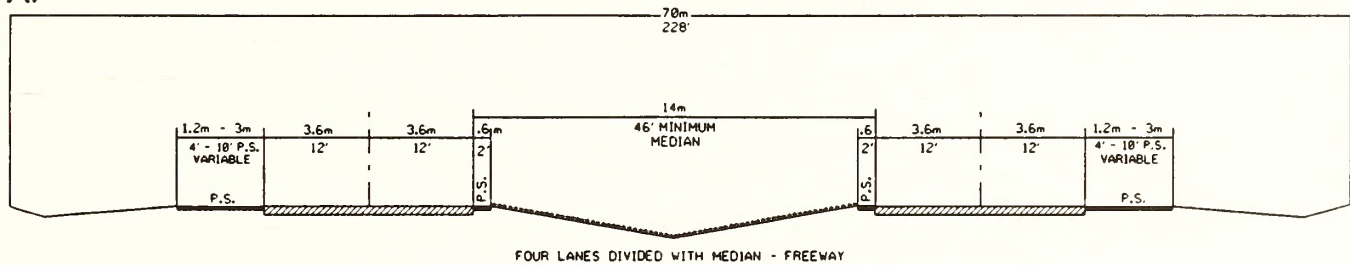 70m
228'
14m
46' MINIMUM
MEDIAN
1.2m - 3m 3.6m 3.6m .6m
4' - 10' P.S. 12' 12' 2'
VARIABLE
P.S. P.S.
.6 3.6m 3.6m 1.2m - 3m
2' 12' 12' 4' - 10' P.S.
VARIABLE
P.S. P.S.
FOUR LANES DIVIDED WITH MEDIAN - FREEWAY